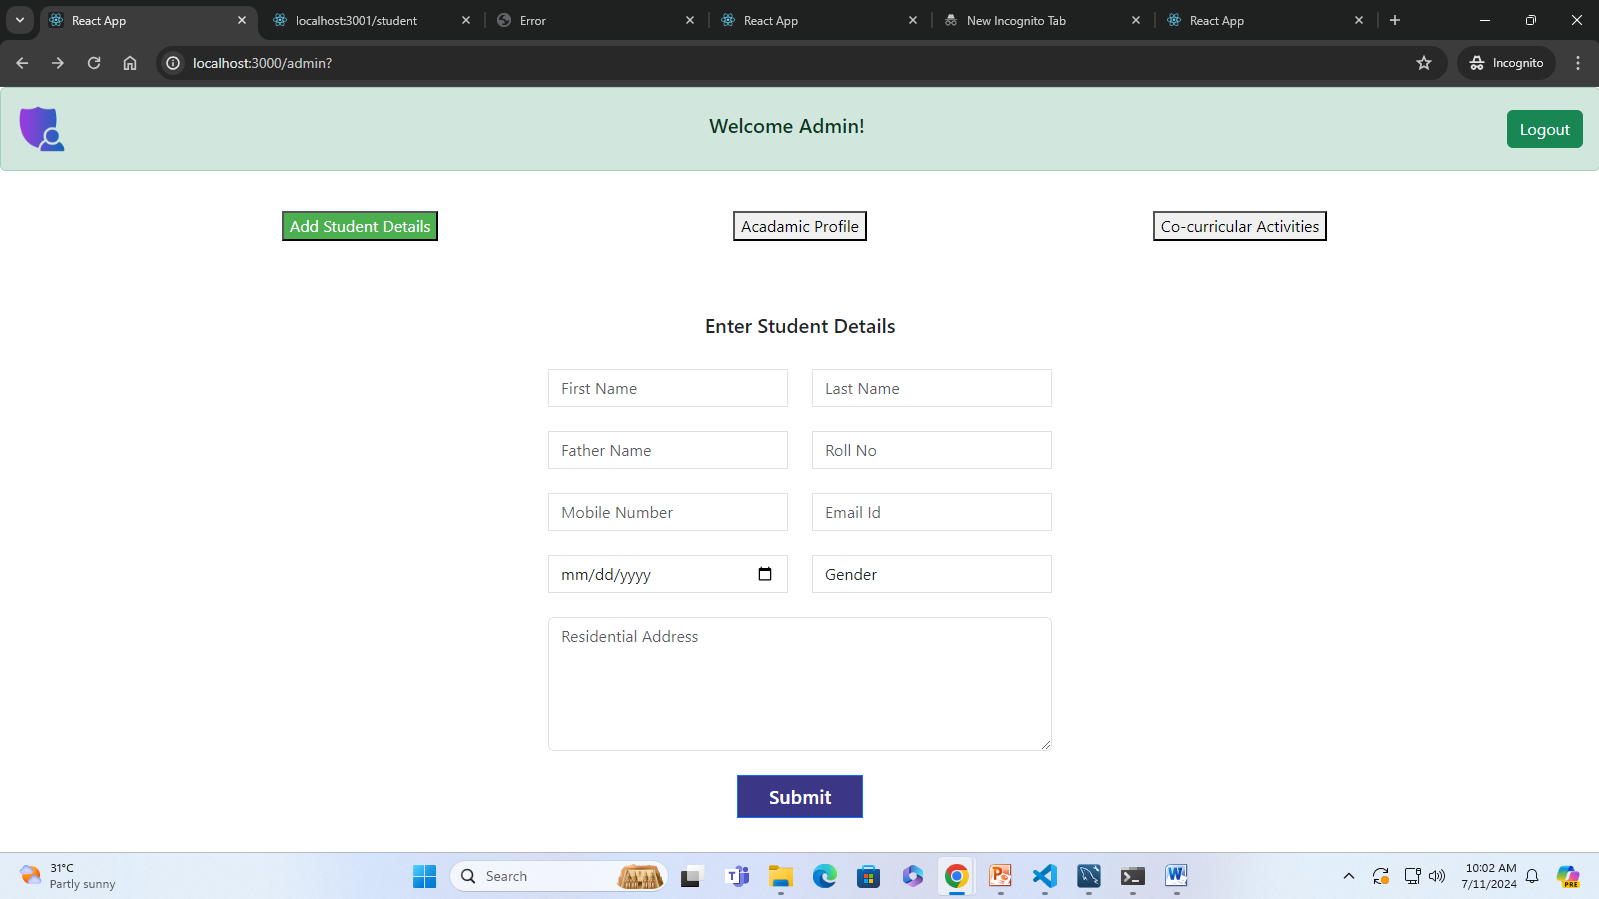 React App
localhost:3001/student
Error
React App
New Incognito Tab
React App
localhost:3000/admin?
Incognito
Welcome Admin!
Logout
Add Student Details
Acadamic Profile
Co-curricular Activities
Enter Student Details
First Name
Last Name
Father Name
Roll No
Mobile Number
Email Id
mm/dd/yyyy
Gender
Residential Address
Submit
31°C
Partly sunny
Search
10:02 AM
7/11/2024
PRE